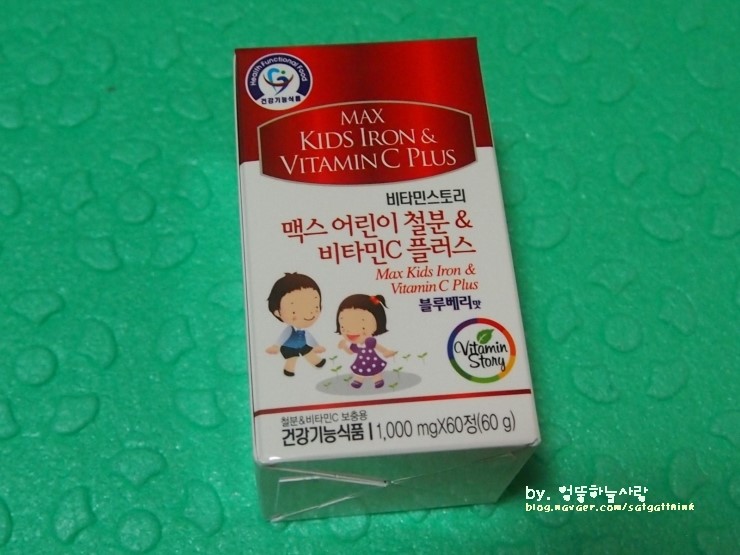 Health Functional Food
건강기능식품
MAX
KIDS IRON &
VITAMIN C PLUS
비타민스토리
맥스 어린이 철분 &
비타민C 플러스
Max Kids Iron &
Vitamin C Plus
블루베리맛
Vitamin
Story
철분&비타민C 보충용
건강기능식품 | 1,000 mgX60정(60 g)
by. 엉뚱하늘사람
blog.naver.com/satgattnink